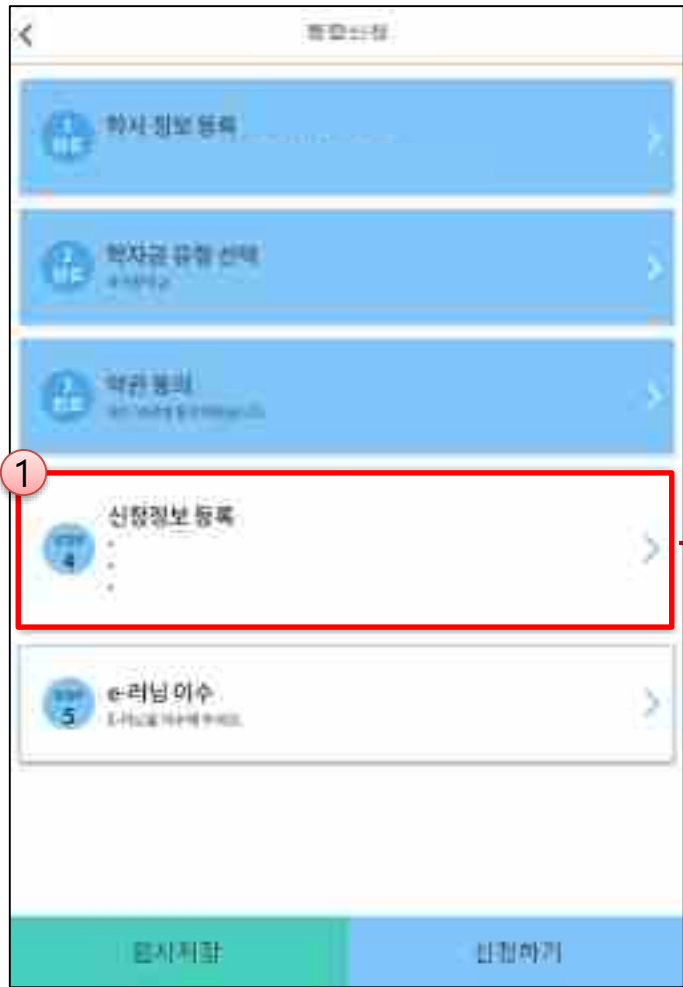 통합신청
학사 정보 등록
학자금 유형 선택
약관 동의
1
신청정보 등록
STEP
4
e-러닝 이수
STEP
5
임시저장
신청하기